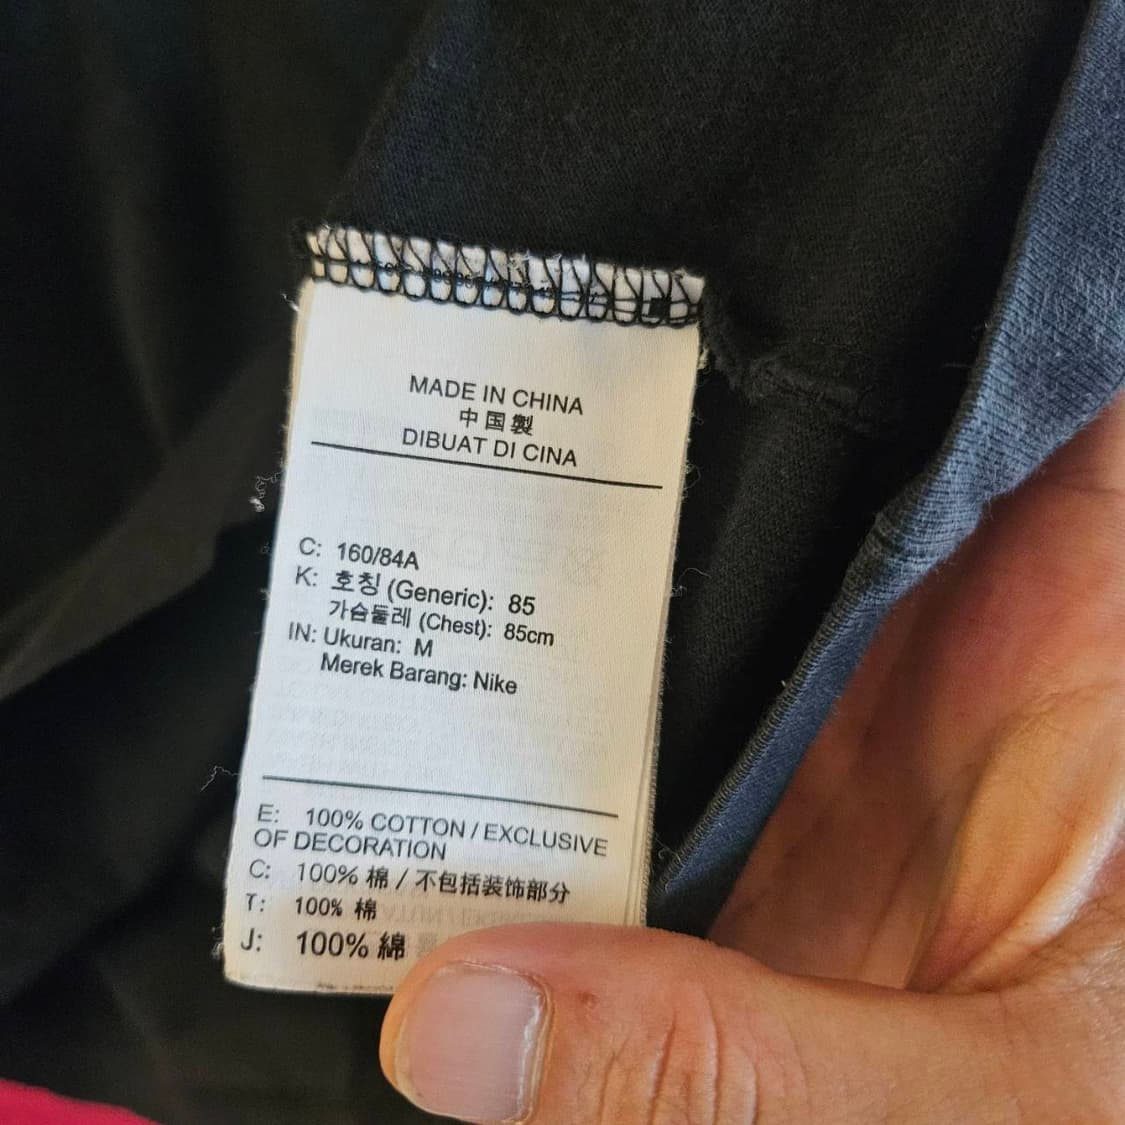 MADE IN CHINA
中国製
DIBUAT DI CINA
C: 160/84A
K: 호칭 (Generic): 85
가슴둘레 (Chest): 85cm
IN: Ukuran: M
Merek Barang: Nike
E: 100% COTTON / EXCLUSIVE
OF DECORATION
C: 100% 棉 / 不包括装饰部分
T: 100% 棉
J: 100% 綿